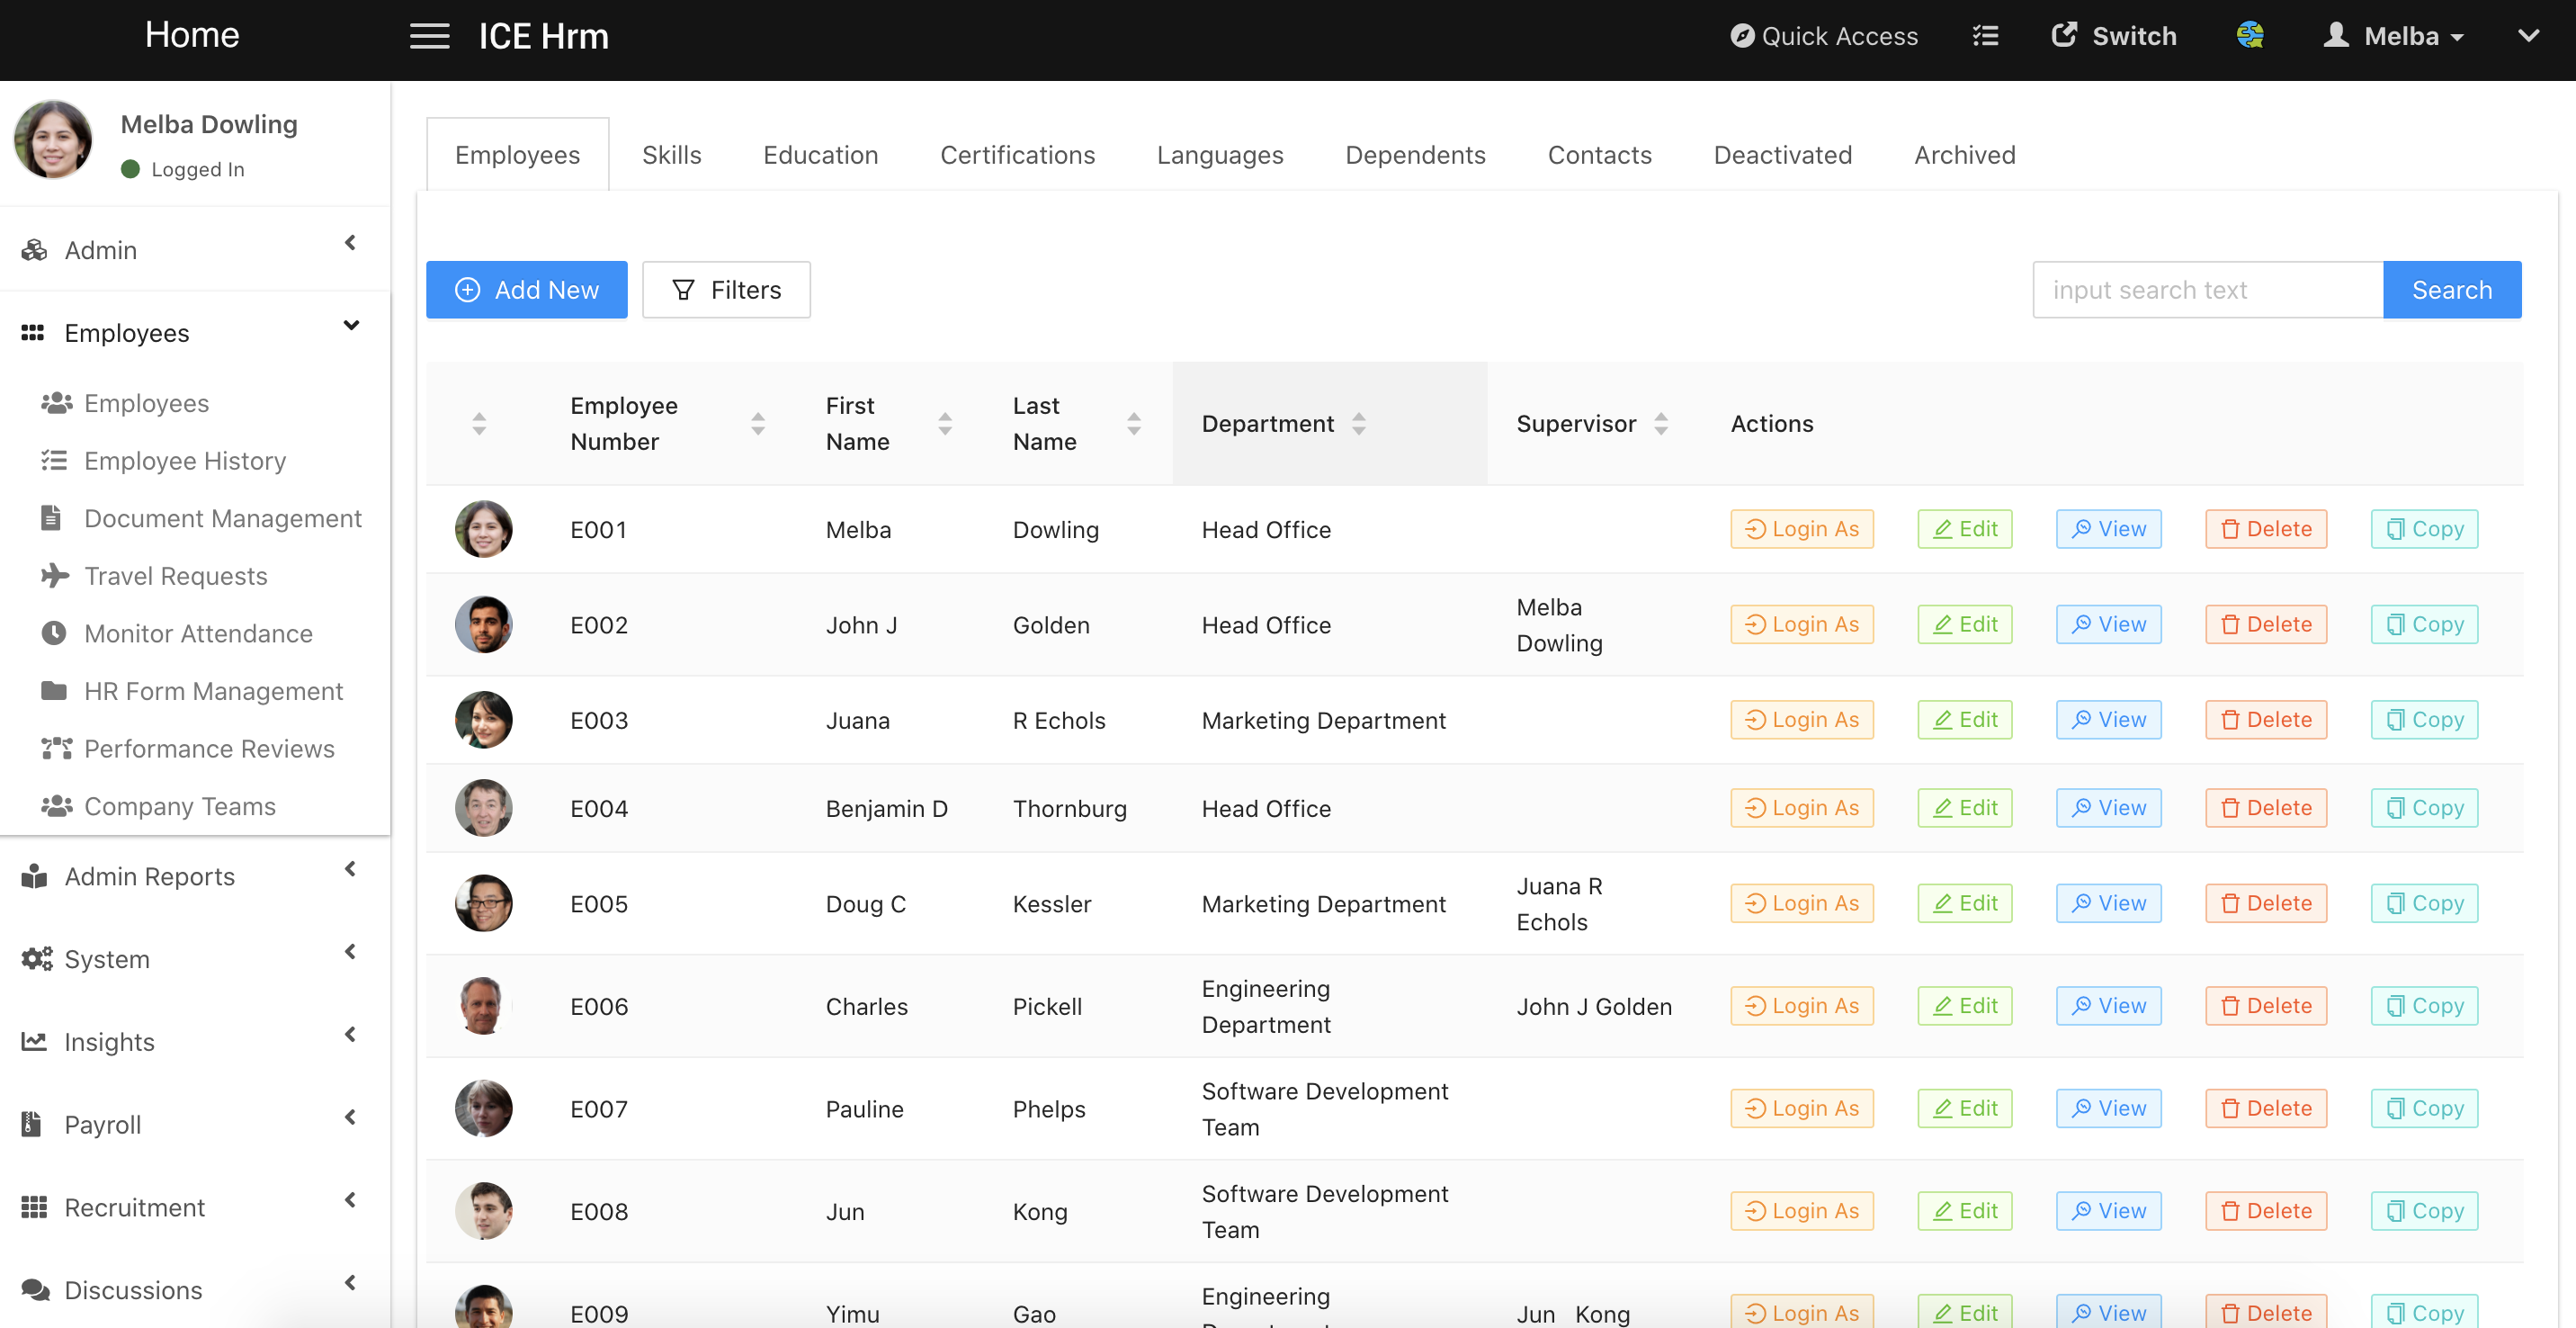 Home
ICE Hrm
Quick Access
Switch
Melba
Melba Dowling
Logged In
Admin
Employees
Employees
Employee History
Document Management
Travel Requests
Monitor Attendance
HR Form Management
Performance Reviews
Company Teams
Admin Reports
System
Insights
Payroll
Recruitment
Discussions
Employees Skills Education Certifications Languages Dependents Contacts Deactivated Archived
Add New Filters input search text Search
Employee Number First Name Last Name Department Supervisor Actions
E001 Melba Dowling Head Office Login As Edit View Delete Copy
E002 John J Golden Head Office Melba Dowling Login As Edit View Delete Copy
E003 Juana R Echols Marketing Department Login As Edit View Delete Copy
E004 Benjamin D Thornburg Head Office Login As Edit View Delete Copy
E005 Doug C Kessler Marketing Department Juana R Echols Login As Edit View Delete Copy
E006 Charles Pickell Engineering Department John J Golden Login As Edit View Delete Copy
E007 Pauline Phelps Software Development Team Login As Edit View Delete Copy
E008 Jun Kong Software Development Team Login As Edit View Delete Copy
E009 Yimu Gao Engineering Jun Kong Login As Edit View Delete Copy